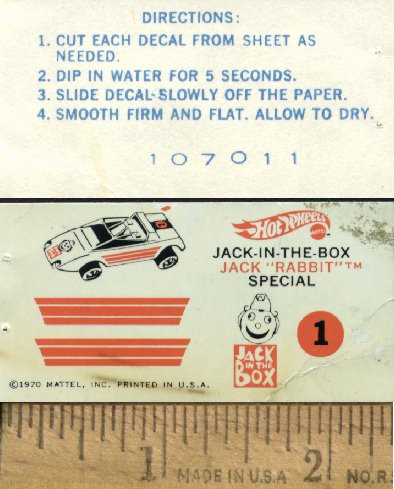 DIRECTIONS:
1. CUT EACH DECAL FROM SHEET AS
NEEDED.
2. DIP IN WATER FOR 5 SECONDS.
3. SLIDE DECAL SLOWLY OFF THE PAPER.
4. SMOOTH FIRM AND FLAT. ALLOW TO DRY.
107011
HOT WHEELS
MATTEL
JACK-IN-THE-BOX
JACK "RABBIT"™
SPECIAL
1
JACK
IN THE
BOX
©1970 MATTEL, INC. PRINTED IN U.S.A.
1 MADE IN U.S.A 2 NO.R